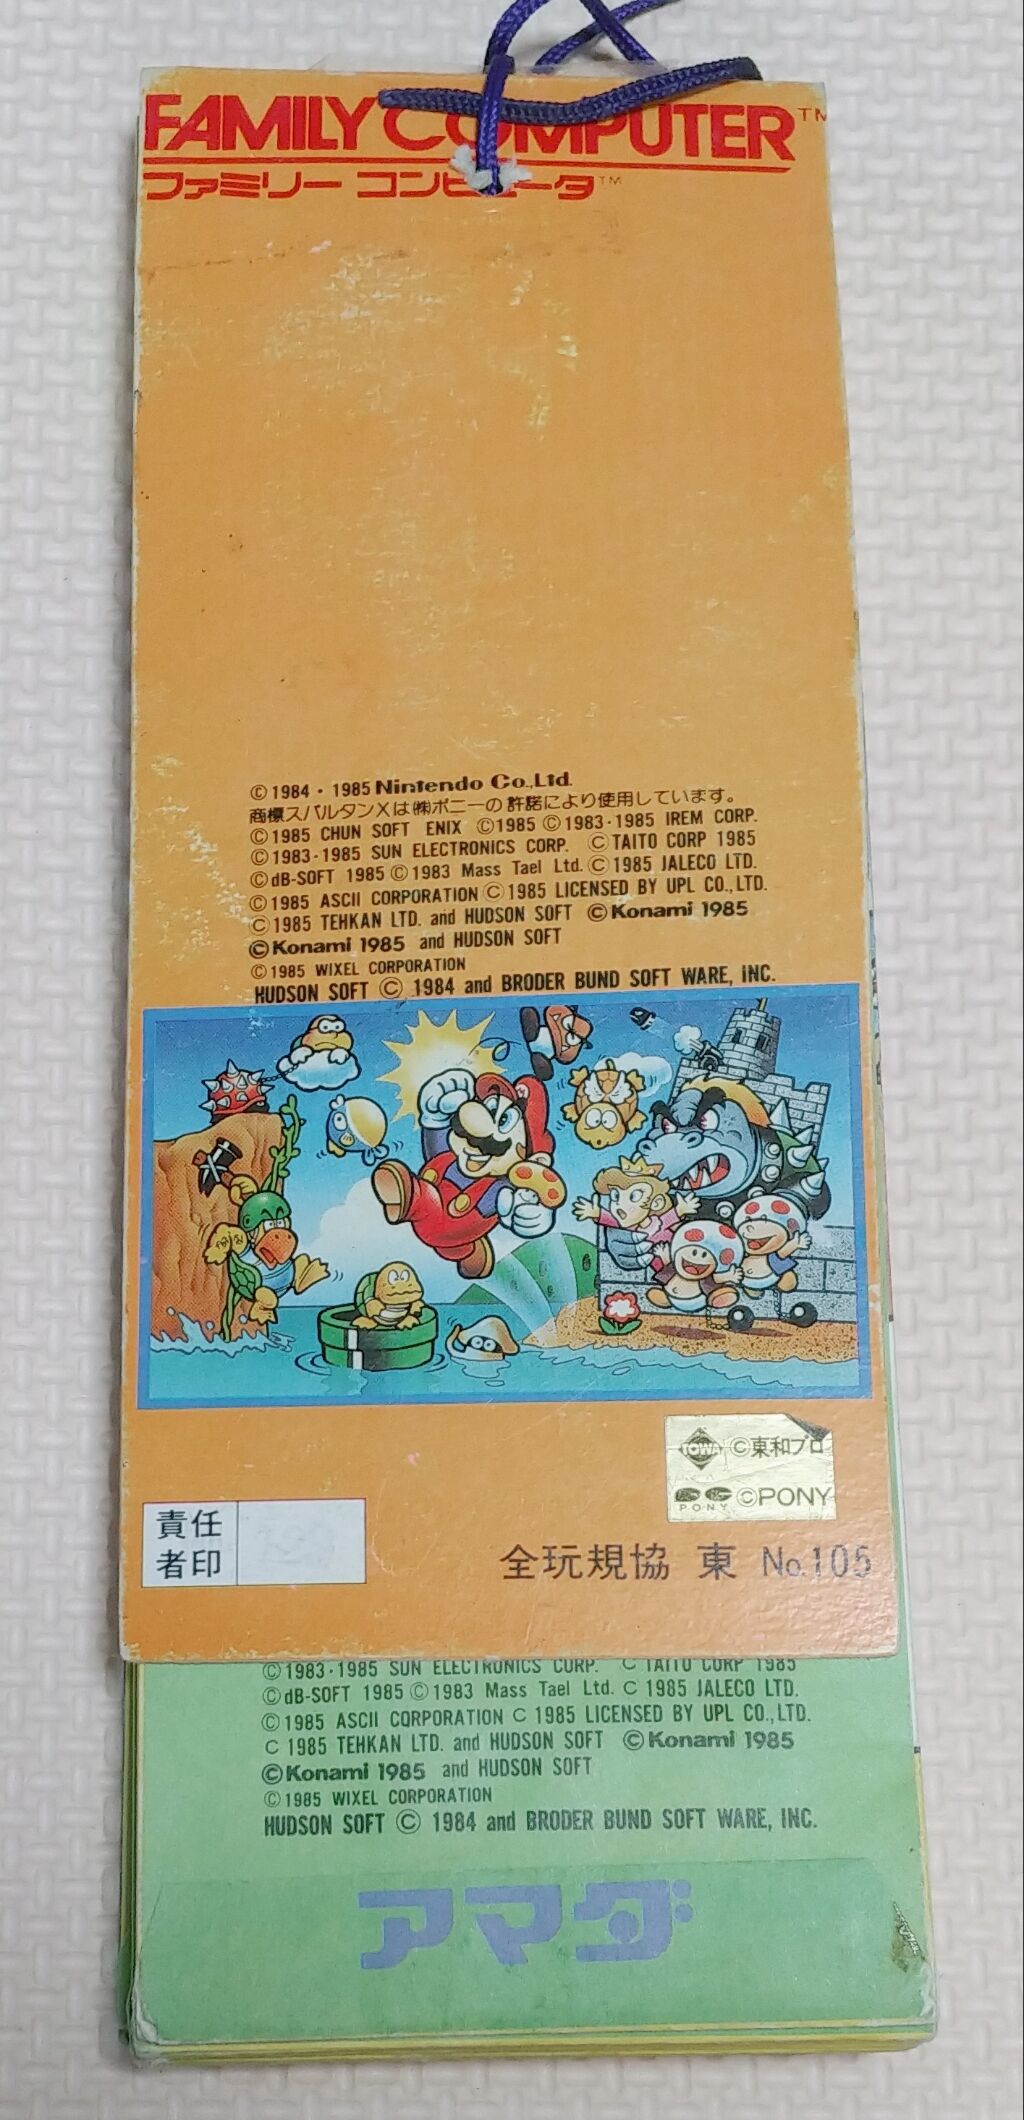 FAMILY COMPUTER™
ファミリー コンピュータ™
©1984・1985 Nintendo Co.,Ltd.
商標スパルタンXは㈱ポニーの許諾により使用しています。
©1985 CHUN SOFT ENIX ©1985 ©1983・1985 IREM CORP.
©1983・1985 SUN ELECTRONICS CORP. ©TAITO CORP 1985
©dB-SOFT 1985 ©1983 Mass Tael Ltd. ©1985 JALECO LTD.
©1985 ASCII CORPORATION ©1985 LICENSED BY UPL CO.,LTD.
©1985 TEHKAN LTD. and HUDSON SOFT ©Konami 1985
©Konami 1985 and HUDSON SOFT
©1985 WIXEL CORPORATION
HUDSON SOFT © 1984 and BRODER BUND SOFT WARE, INC.
TOWA ©東和プロ
PONY ©PONY
責任
者印
全玩規協 東 No.105
©1983・1985 SUN ELECTRONICS CORP. C TAITO CORP 1985
©dB-SOFT 1985 ©1983 Mass Tael Ltd. C 1985 JALECO LTD.
©1985 ASCII CORPORATION C 1985 LICENSED BY UPL CO.,LTD.
C 1985 TEHKAN LTD. and HUDSON SOFT ©Konami 1985
©Konami 1985 and HUDSON SOFT
©1985 WIXEL CORPORATION
HUDSON SOFT © 1984 and BRODER BUND SOFT WARE, INC.
アマダ